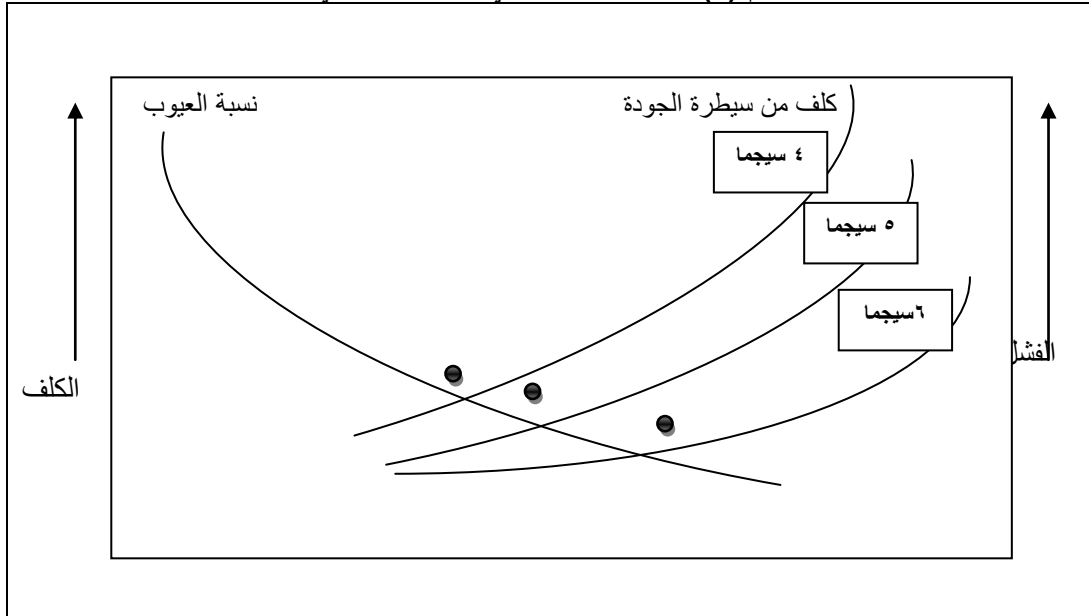 كلف من سيطرة الجودة
نسبة العيوب
٤ سيجما
٥ سيجما
٦سيجما
الفشل
الكلف